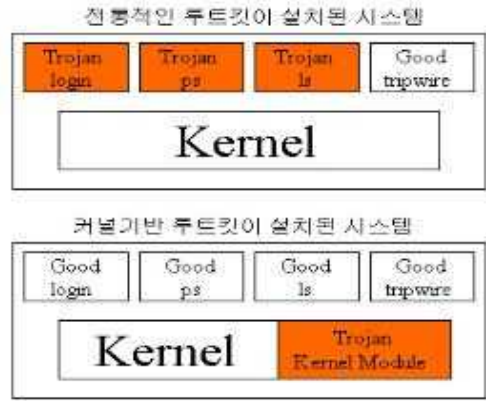 전통적인 루트킷이 설치된 시스템
Trojan login
Trojan ps
Trojan ls
Good tripwire
Kernel
커널기반 루트킷이 설치된 시스템
Good login
Good ps
Good ls
Good tripwire
Kernel
Trojan Kernel Module